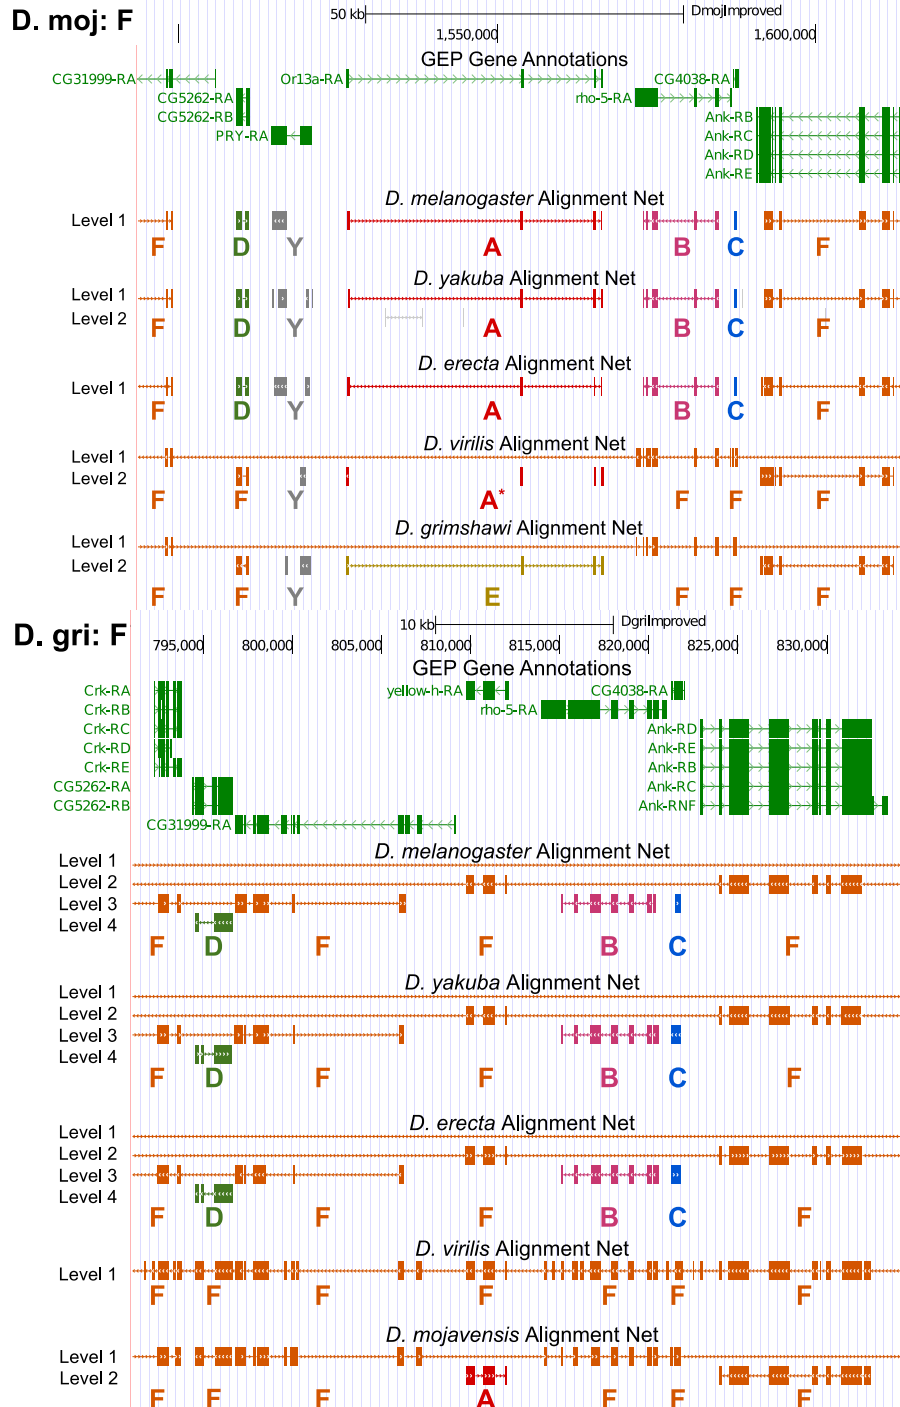 D. moj: F
50 kb DmojImproved
1,550,000 1,600,000
GEP Gene Annotations
CG31999-RA Or13a-RA CG4038-RA
CG5262-RA rho-5-RA
CG5262-RB Ank-RB
PRY-RA Ank-RC
Ank-RD
Ank-RE
D. melanogaster Alignment Net
Level 1
F D Y A B C F
D. yakuba Alignment Net
Level 1
Level 2
F D Y A B C F
D. erecta Alignment Net
Level 1
F D Y A B C F
D. virilis Alignment Net
Level 1
Level 2
F F Y A* F F F
D. grimshawi Alignment Net
Level 1
Level 2
F F Y E F F F
D. gri: F
10 kb DgriImproved
795,000 800,000 805,000 810,000 815,000 820,000 825,000 830,000
GEP Gene Annotations
Crk-RA yellow-h-RA CG4038-RA
Crk-RB rho-5-RA
Crk-RC Ank-RD
Crk-RD Ank-RE
Crk-RE Ank-RB
CG5262-RA Ank-RC
CG5262-RB Ank-RNF
CG31999-RA
D. melanogaster Alignment Net
Level 1
Level 2
Level 3
Level 4
F D F F B C F
D. yakuba Alignment Net
Level 1
Level 2
Level 3
Level 4
F D F F B C F
D. erecta Alignment Net
Level 1
Level 2
Level 3
Level 4
F D F F B C F
D. virilis Alignment Net
Level 1
F F F F F F F
D. mojavensis Alignment Net
Level 1
Level 2
F F F A F F F